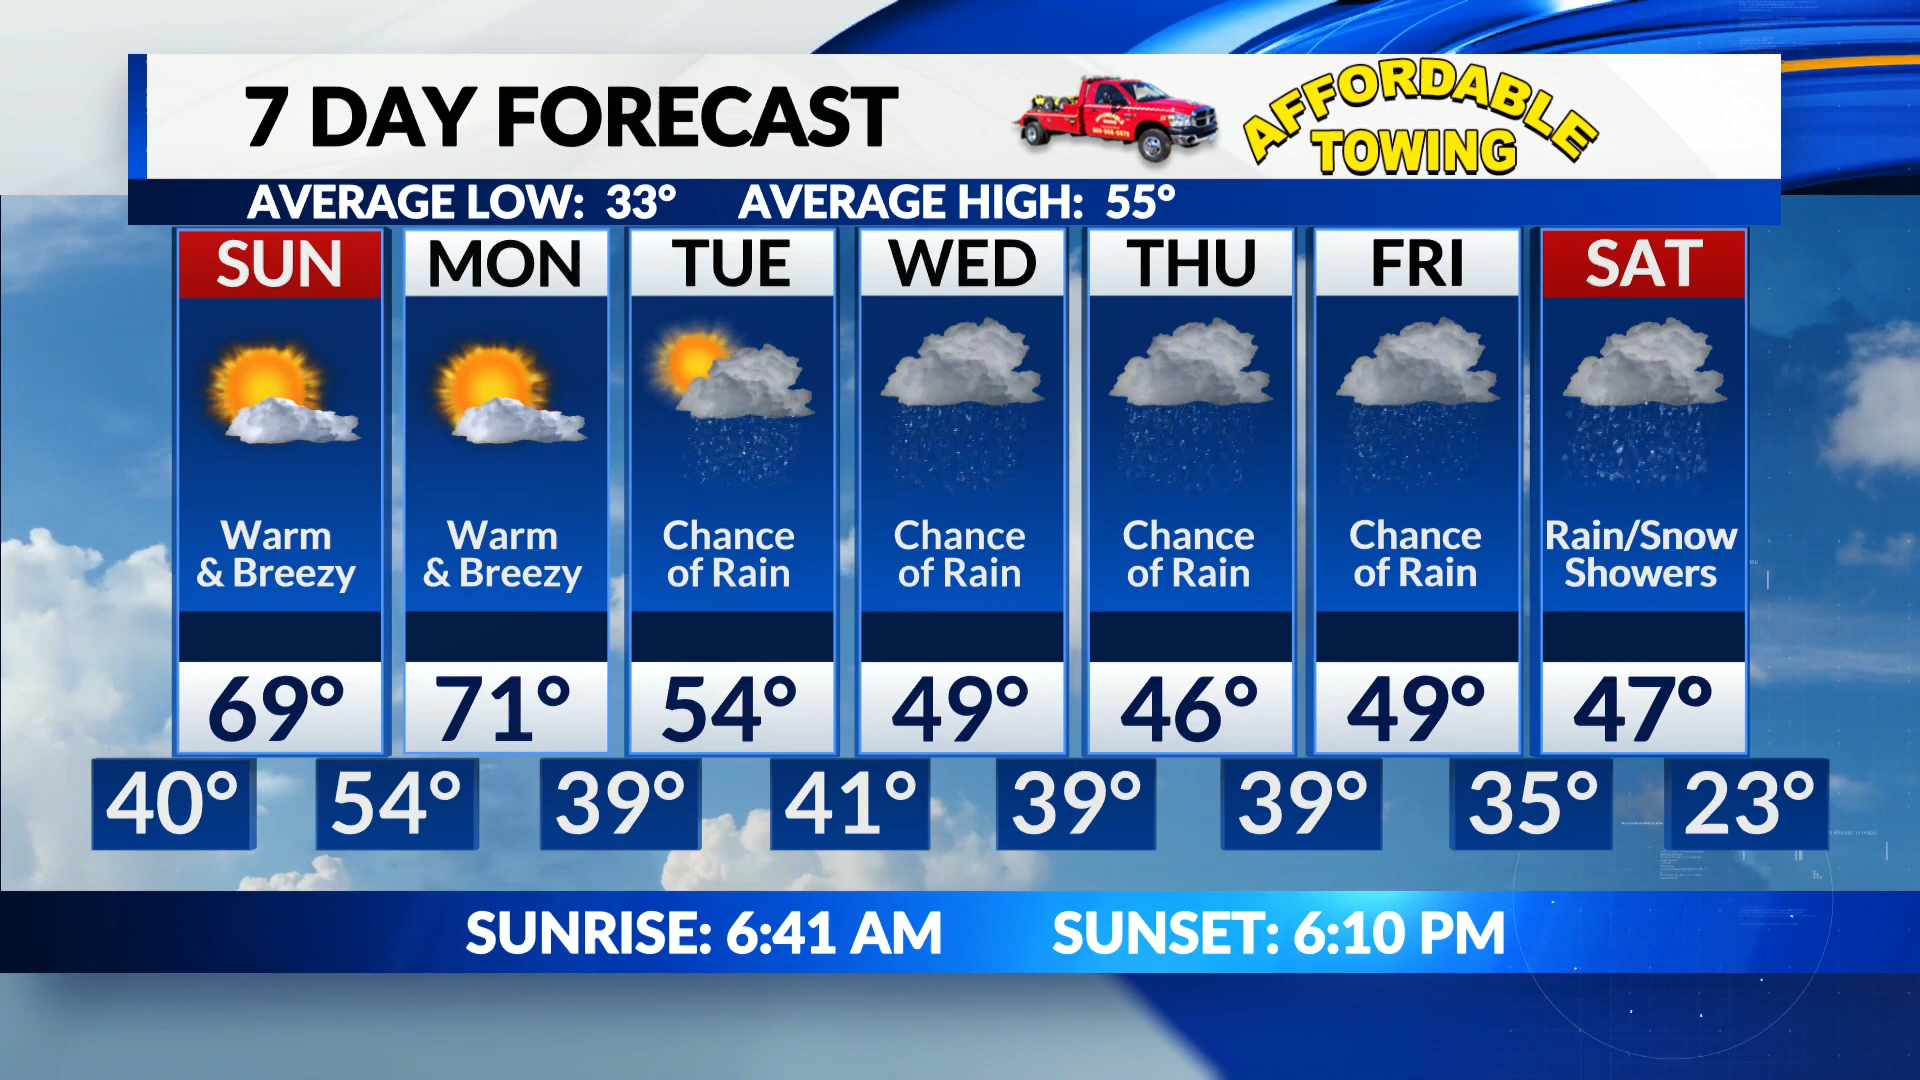 7 DAY FORECAST
AFFORDABLE
TOWING
AVERAGE LOW: 33° AVERAGE HIGH: 55°
SUN MON TUE WED THU FRI SAT
Warm
& Breezy
Warm
& Breezy
Chance
of Rain
Chance
of Rain
Chance
of Rain
Chance
of Rain
Rain/Snow
Showers
69° 71° 54° 49° 46° 49° 47°
40° 54° 39° 41° 39° 39° 35° 23°
SUNRISE: 6:41 AM SUNSET: 6:10 PM